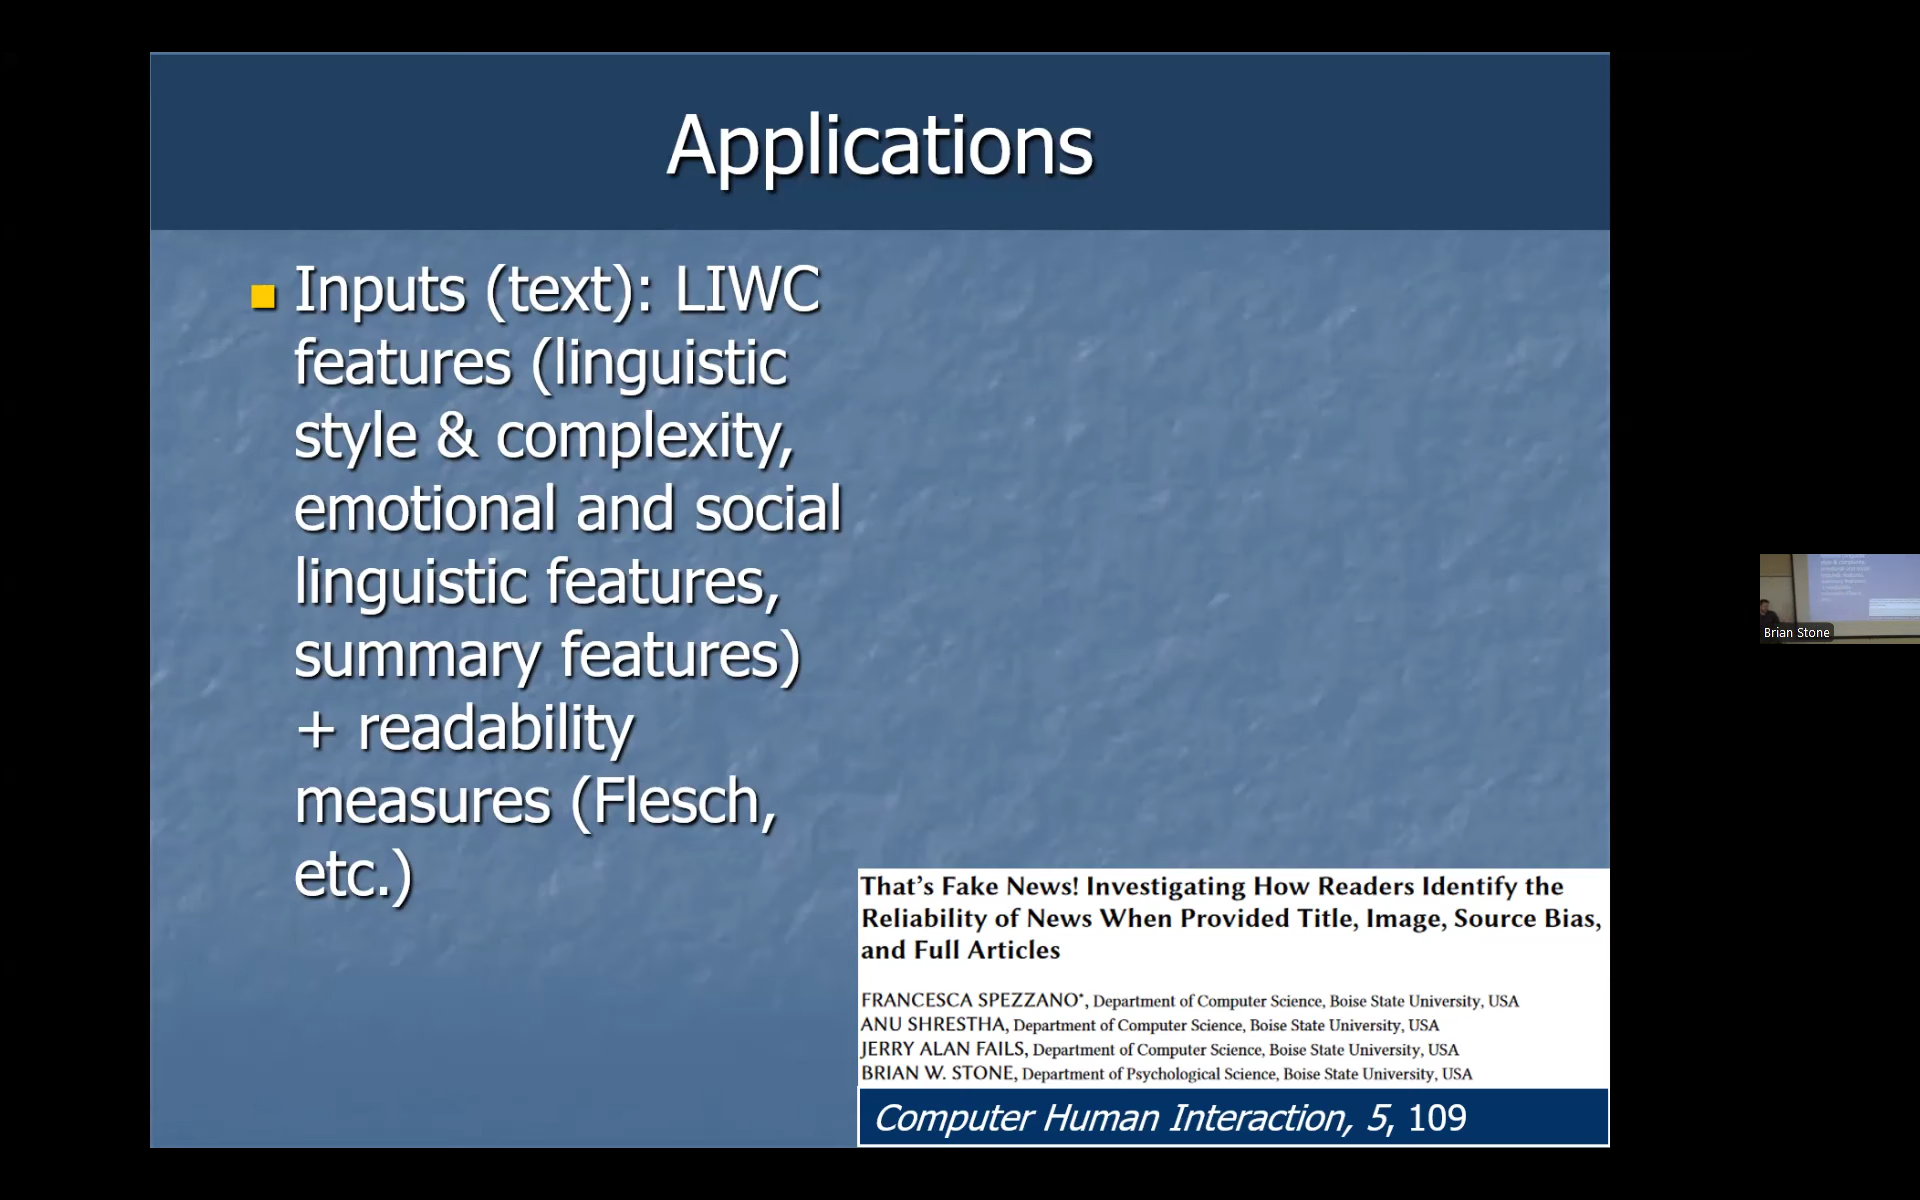 Applications
Inputs (text): LIWC
features (linguistic
style & complexity,
emotional and social
linguistic features,
summary features)
+ readability
measures (Flesch,
etc.)
That's Fake News! Investigating How Readers Identify the
Reliability of News When Provided Title, Image, Source Bias,
and Full Articles
FRANCESCA SPEZZANO*, Department of Computer Science, Boise State University, USA
ANU SHRESTHA, Department of Computer Science, Boise State University, USA
JERRY ALAN FAILS, Department of Computer Science, Boise State University, USA
BRIAN W. STONE, Department of Psychological Science, Boise State University, USA
Computer Human Interaction, 5, 109
Brian Stone